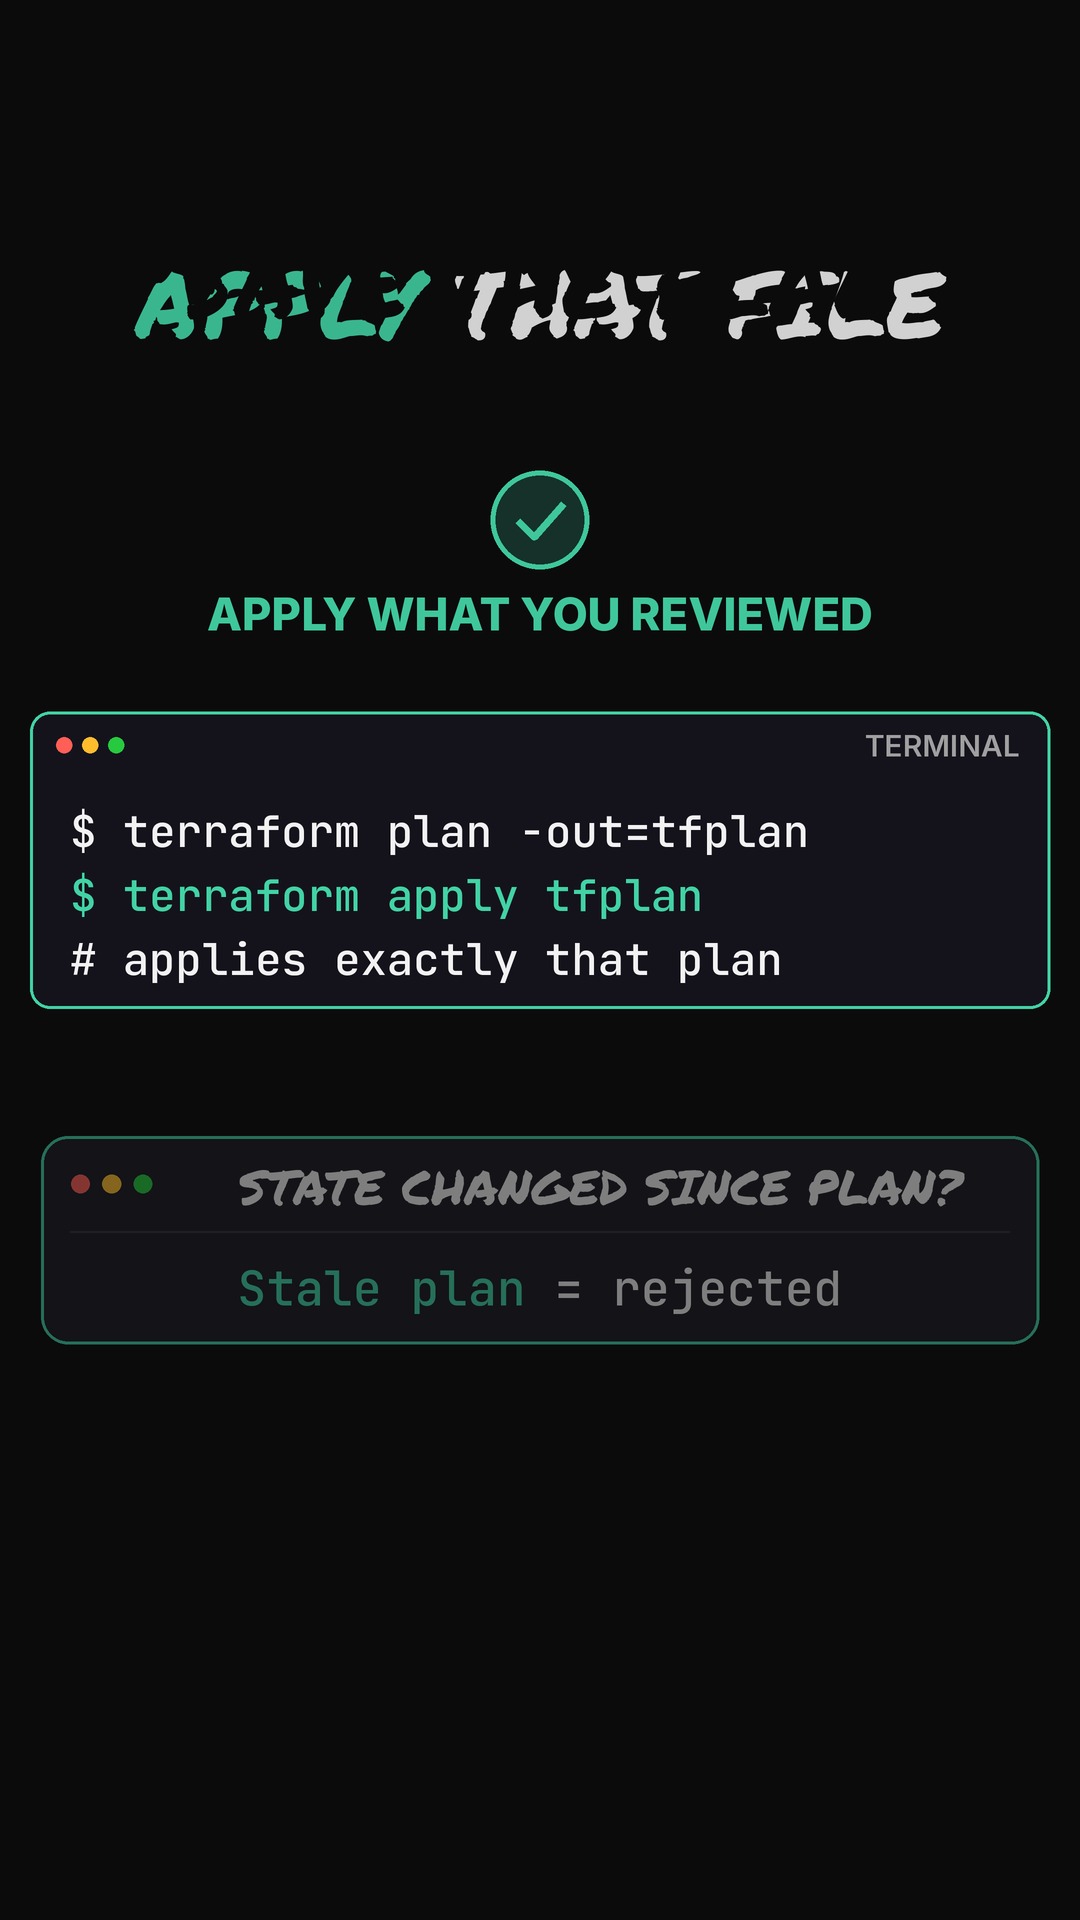 APPLY THAT FILE
APPLY WHAT YOU REVIEWED
TERMINAL
$ terraform plan -out=tfplan
$ terraform apply tfplan
# applies exactly that plan
STATE CHANGED SINCE PLAN?
Stale plan = rejected